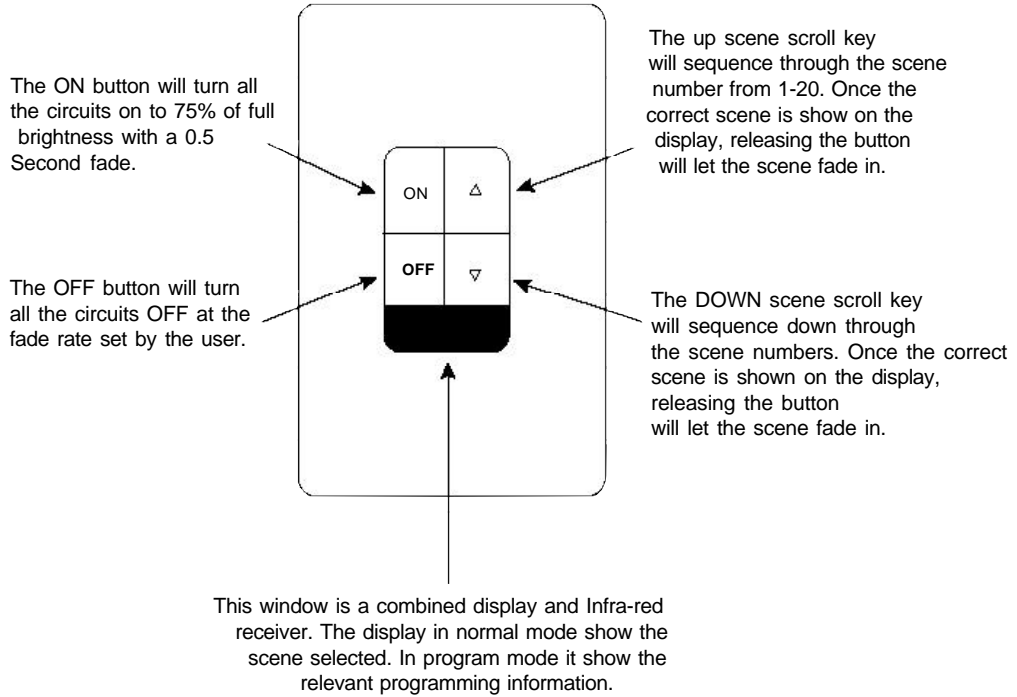 The ON button will turn all
the circuits on to 75% of full
brightness with a 0.5
Second fade.
The up scene scroll key
will sequence through the scene
number from 1-20. Once the
correct scene is show on the
display, releasing the button
will let the scene fade in.
ON
△
OFF
▽
The OFF button will turn
all the circuits OFF at the
fade rate set by the user.
The DOWN scene scroll key
will sequence down through
the scene numbers. Once the correct
scene is shown on the display,
releasing the button
will let the scene fade in.
This window is a combined display and Infra-red
receiver. The display in normal mode show the
scene selected. In program mode it show the
relevant programming information.